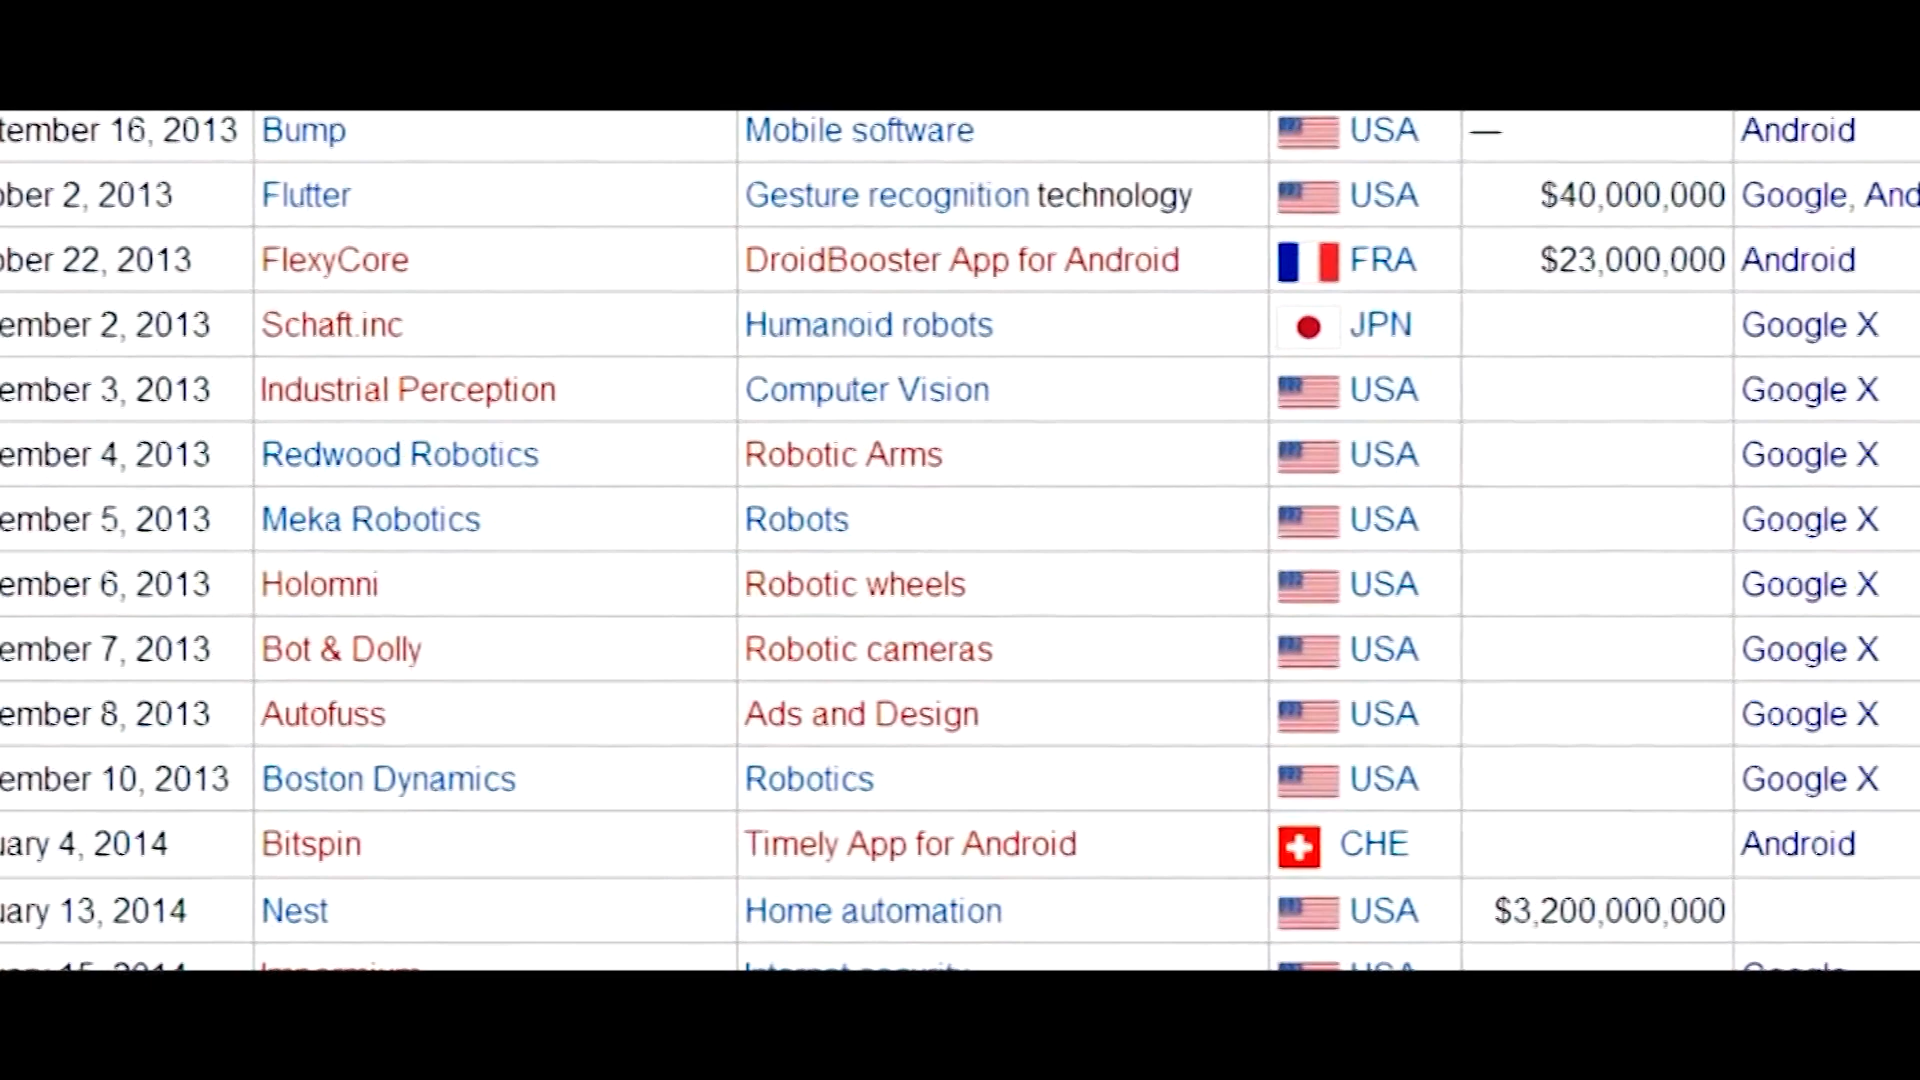 tember 16, 2013 Bump Mobile software USA — Android
ober 2, 2013 Flutter Gesture recognition technology USA $40,000,000 Google, And
ober 22, 2013 FlexyCore DroidBooster App for Android FRA $23,000,000 Android
ember 2, 2013 Schaft.inc Humanoid robots JPN Google X
ember 3, 2013 Industrial Perception Computer Vision USA Google X
ember 4, 2013 Redwood Robotics Robotic Arms USA Google X
ember 5, 2013 Meka Robotics Robots USA Google X
ember 6, 2013 Holomni Robotic wheels USA Google X
ember 7, 2013 Bot & Dolly Robotic cameras USA Google X
ember 8, 2013 Autofuss Ads and Design USA Google X
ember 10, 2013 Boston Dynamics Robotics USA Google X
uary 4, 2014 Bitspin Timely App for Android CHE Android
uary 13, 2014 Nest Home automation USA $3,200,000,000